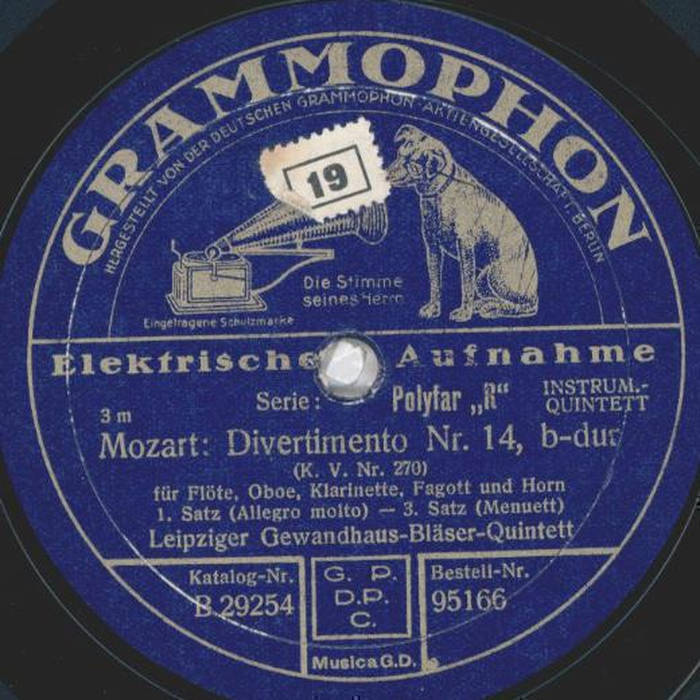 GRAMMOPHON
HERGESTELLT VON DER DEUTSCHEN GRAMMOPHON-AKTIENGESELLSCHAFT. BERLIN
19
Die Stimme
seines Herrn
Eingetragene Schutzmarke
Elektrische Aufnahme
Serie: Polyfar „R“ INSTRUM.-
QUINTETT
3 m
Mozart: Divertimento Nr. 14, b-dur
(K. V. Nr. 270)
für Flöte, Oboe, Klarinette, Fagott und Horn
1. Satz (Allegro molto) — 3. Satz (Menuett)
Leipziger Gewandhaus-Bläser-Quintett
Katalog-Nr.
B 29254
G. P.
D.P.
C.
Bestell-Nr.
95166
Musica G.D.